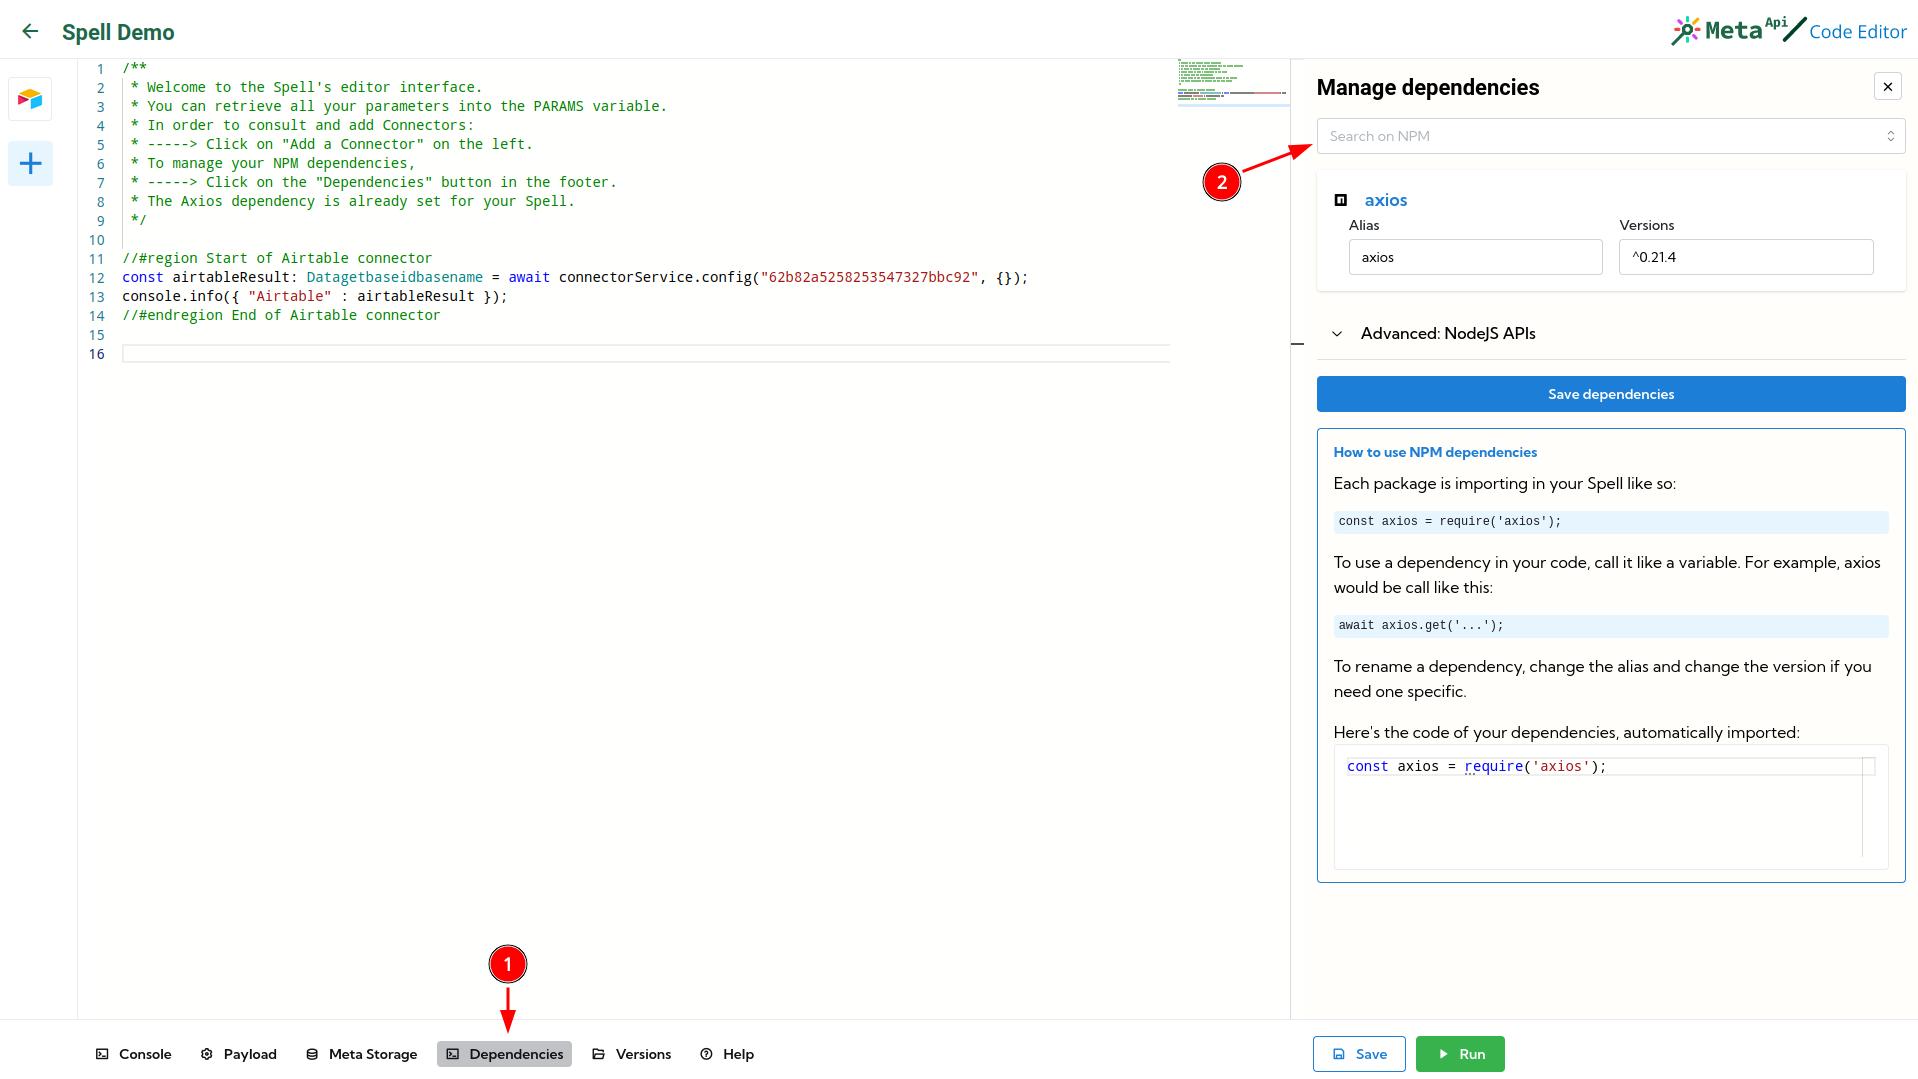 Spell Demo
Meta Api Code Editor
1 /**
2 * Welcome to the Spell's editor interface.
3 * You can retrieve all your parameters into the PARAMS variable.
4 * In order to consult and add Connectors:
5 * -----> Click on "Add a Connector" on the left.
6 * To manage your NPM dependencies,
7 * -----> Click on the "Dependencies" button in the footer.
8 * The Axios dependency is already set for your Spell.
9 */
10
11 //#region Start of Airtable connector
12 const airtableResult: Datagetbaseidbasename = await connectorService.config("62b82a5258253547327bbc92", {});
13 console.info({ "Airtable" : airtableResult });
14 //#endregion End of Airtable connector
15
16
Manage dependencies
Search on NPM
2
axios
Alias
Versions
axios
^0.21.4
Advanced: NodeJS APIs
Save dependencies
How to use NPM dependencies
Each package is importing in your Spell like so:
const axios = require('axios');
To use a dependency in your code, call it like a variable. For example, axios
would be call like this:
await axios.get('...');
To rename a dependency, change the alias and change the version if you
need one specific.
Here's the code of your dependencies, automatically imported:
const axios = require('axios');
1
Console
Payload
Meta Storage
Dependencies
Versions
Help
Save
Run